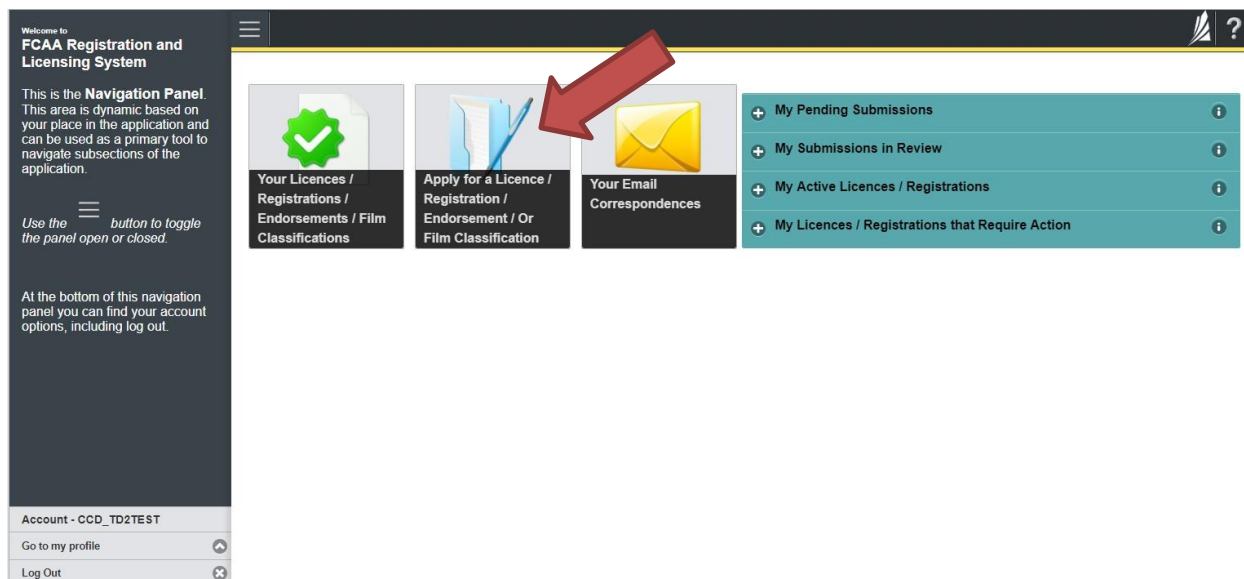 Welcome to
FCAA Registration and
Licensing System
This is the Navigation Panel.
This area is dynamic based on
your place in the application and
can be used as a primary tool to
navigate subsections of the
application.
Use the button to toggle
the panel open or closed.
At the bottom of this navigation
panel you can find your account
options, including log out.
Account - CCD_TD2TEST
Go to my profile
Log Out
?
Your Licences /
Registrations /
Endorsements / Film
Classifications
Apply for a Licence /
Registration /
Endorsement / Or
Film Classification
Your Email
Correspondences
My Pending Submissions
My Submissions in Review
My Active Licences / Registrations
My Licences / Registrations that Require Action